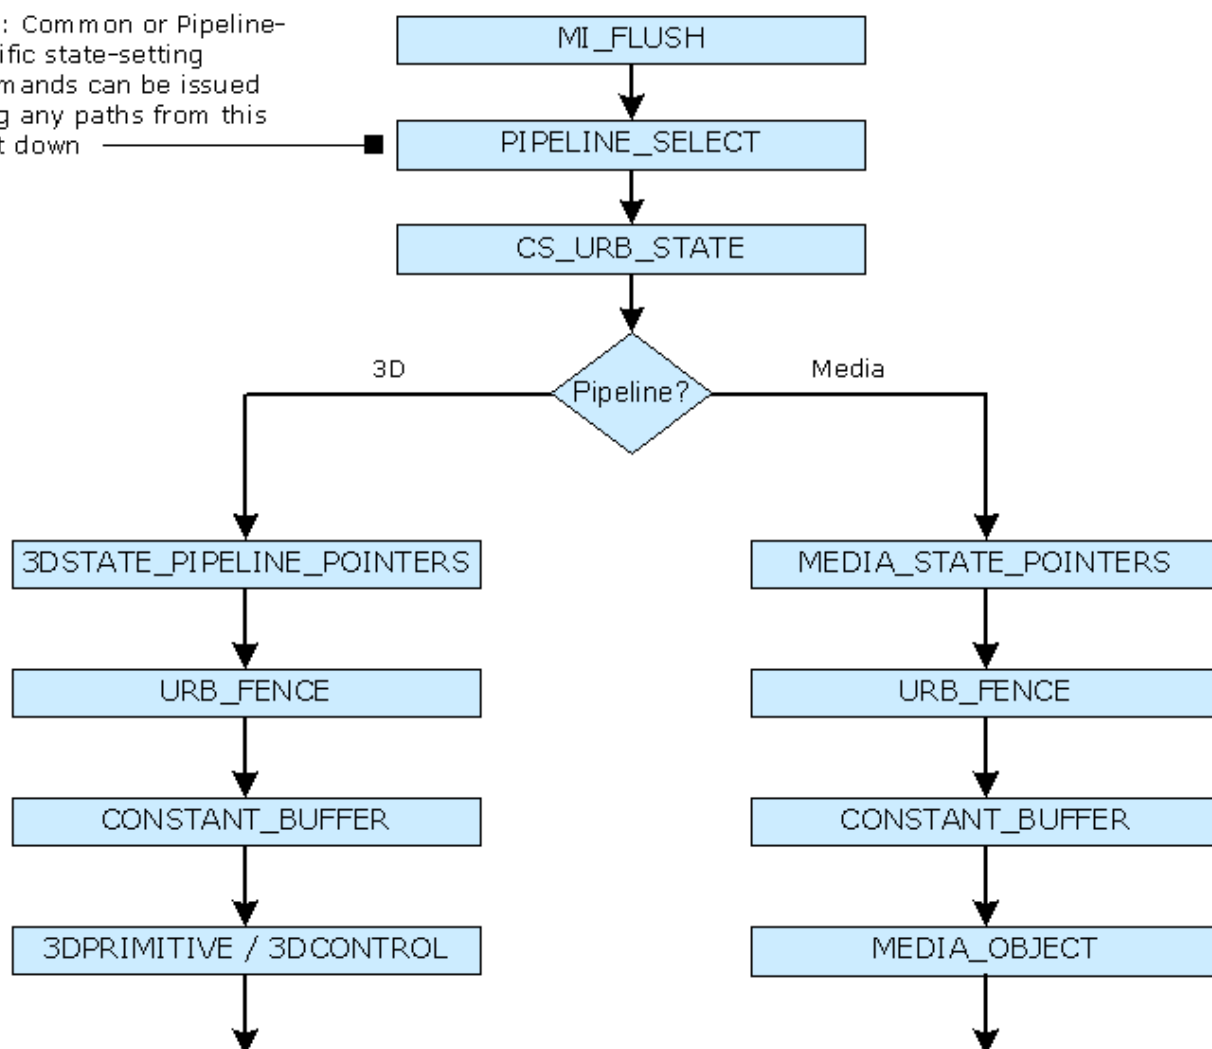 : Common or Pipeline-
ific state-setting
mands can be issued
g any paths from this
t down
MI_FLUSH
PIPELINE_SELECT
CS_URB_STATE
Pipeline?
3D
Media
3DSTATE_PIPELINE_POINTERS
MEDIA_STATE_POINTERS
URB_FENCE
URB_FENCE
CONSTANT_BUFFER
CONSTANT_BUFFER
3DPRIMITIVE / 3DCONTROL
MEDIA_OBJECT